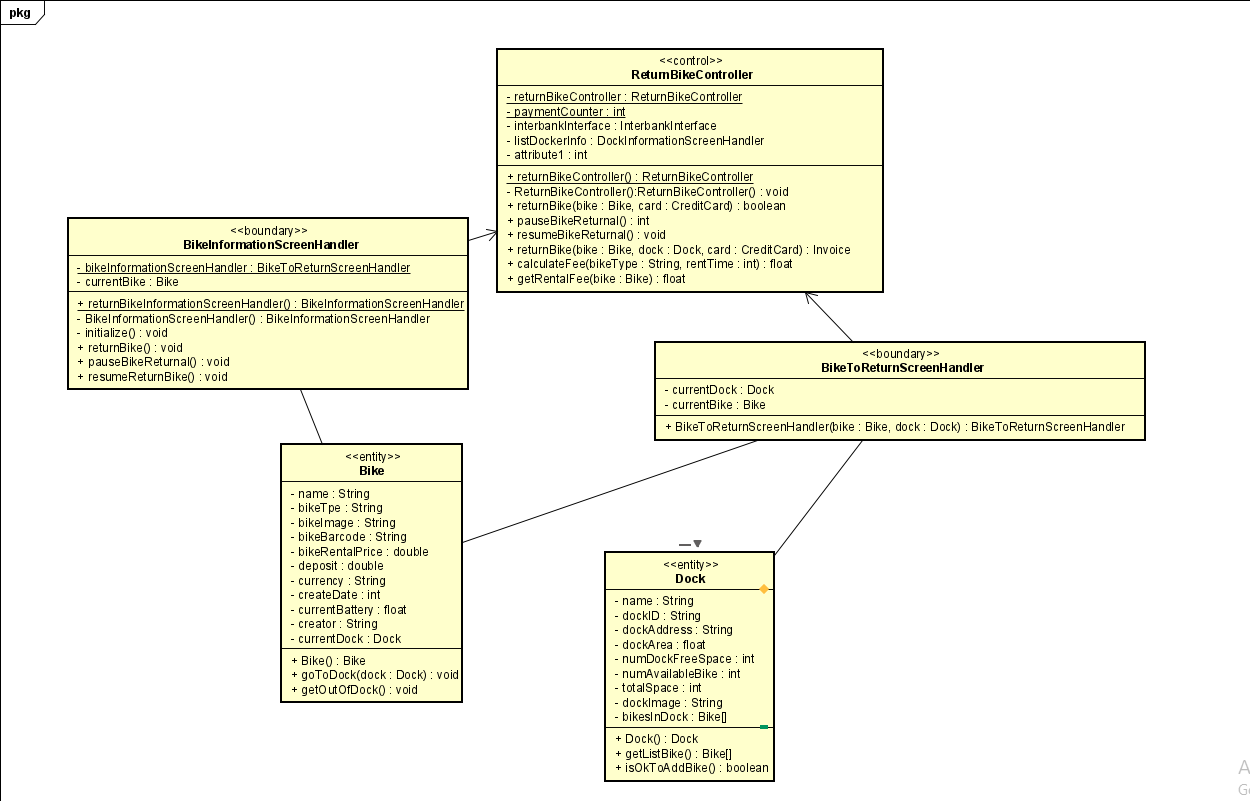 pkg
<<control>>
ReturnBikeController
- returnBikeController : ReturnBikeController
- paymentCounter : int
- interbankInterface : InterbankInterface
- listDockerInfo : DockInformationScreenHandler
- attribute1 : int
+ returnBikeController() : ReturnBikeController
- ReturnBikeController():ReturnBikeController() : void
+ returnBike(bike : Bike, card : CreditCard) : boolean
+ pauseBikeReturnal() : int
+ resumeBikeReturnal() : void
+ returnBike(bike : Bike, dock : Dock, card : CreditCard) : Invoice
+ calculateFee(bikeType : String, rentTime : int) : float
+ getRentalFee(bike : Bike) : float
<<boundary>>
BikeInformationScreenHandler
- bikeInformationScreenHandler : BikeToReturnScreenHandler
- currentBike : Bike
+ returnBikeInformationScreenHandler() : BikeInformationScreenHandler
- BikeInformationScreenHandler() : BikeInformationScreenHandler
- initialize() : void
+ returnBike() : void
+ pauseBikeReturnal() : void
+ resumeReturnBike() : void
<<boundary>>
BikeToReturnScreenHandler
- currentDock : Dock
- currentBike : Bike
+ BikeToReturnScreenHandler(bike : Bike, dock : Dock) : BikeToReturnScreenHandler
<<entity>>
Bike
- name : String
- bikeTpe : String
- bikeImage : String
- bikeBarcode : String
- bikeRentalPrice : double
- deposit : double
- currency : String
- createDate : int
- currentBattery : float
- creator : String
- currentDock : Dock
+ Bike() : Bike
+ goToDock(dock : Dock) : void
+ getOutOfDock() : void
<<entity>>
Dock
- name : String
- dockID : String
- dockAddress : String
- dockArea : float
- numDockFreeSpace : int
- numAvailableBike : int
- totalSpace : int
- dockImage : String
- bikesInDock : Bike[]
+ Dock() : Dock
+ getListBike() : Bike[]
+ isOkToAddBike() : boolean